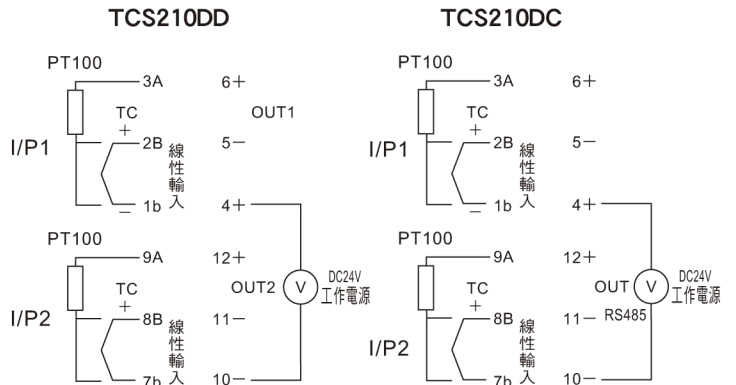 TCS210DD
PT100
3A
6+
TC
OUT1
+
I/P1
2B
線性輸入
5−
−
1b
4+
PT100
9A
12+
TC
+
OUT2
V
DC24V
工作電源
I/P2
8B
線性輸入
11−
7b
10−
TCS210DC
PT100
3A
6+
TC
+
I/P1
2B
線性輸入
5−
−
1b
4+
PT100
9A
12+
TC
+
OUT
V
DC24V
工作電源
RS485
I/P2
8B
線性輸入
11−
7b
10−